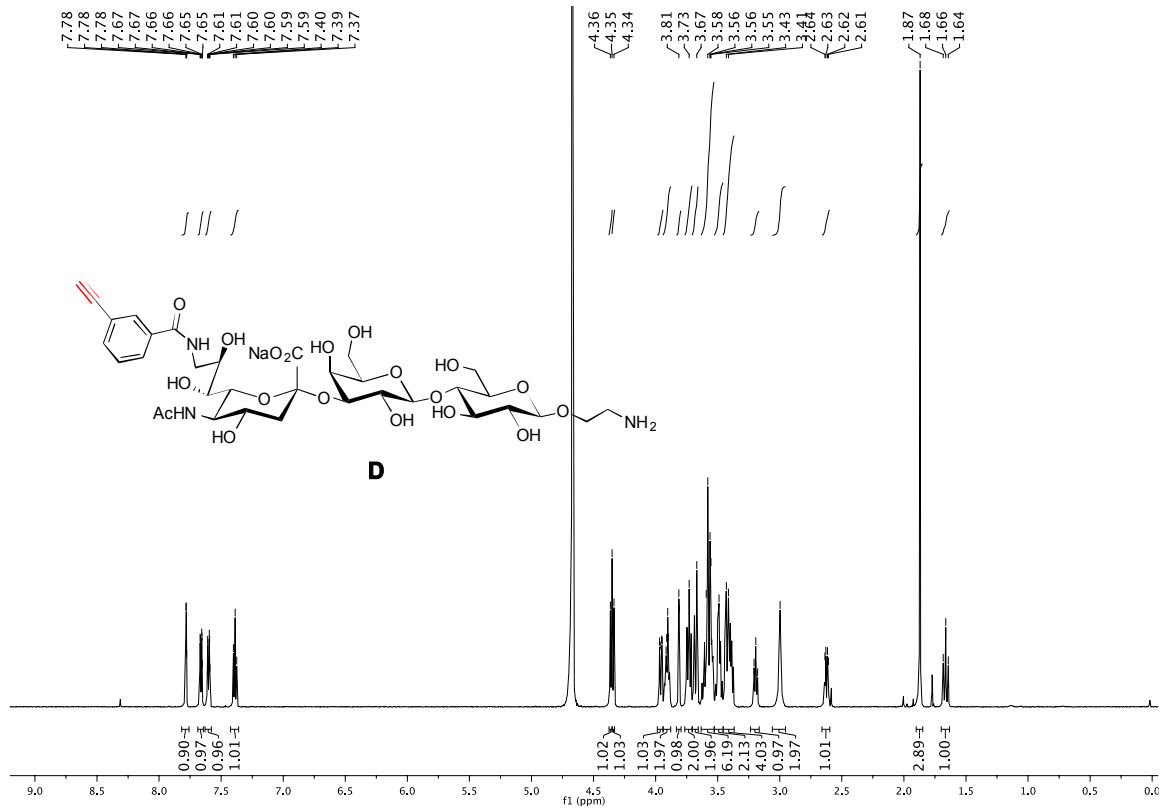 7.78 7.78 7.78 7.67 7.67 7.66 7.66 7.65 7.65 7.61 7.61 7.60 7.60 7.59 7.59 7.40 7.39 7.37
4.36 4.35 4.34
3.81 3.73 3.67 3.58 3.56 3.56 3.55 3.43 3.41 2.64 2.63 2.62 2.61
1.87 1.68 1.66 1.64
O
N
H
OH
HO
AcHN
HO
O
NaO2C
O
HO
OH
O
OH
O
HO
HO
O
OH
O
NH2
D
0.90 0.97 0.96 1.01 1.02 1.03 1.03 1.97 0.98 2.00 1.96 6.19 2.13 4.03 0.97 1.97 1.01 2.89 1.00
9.0 8.5 8.0 7.5 7.0 6.5 6.0 5.5 5.0 4.5 4.0 3.5 3.0 2.5 2.0 1.5 1.0 0.5 0.0
f1 (ppm)